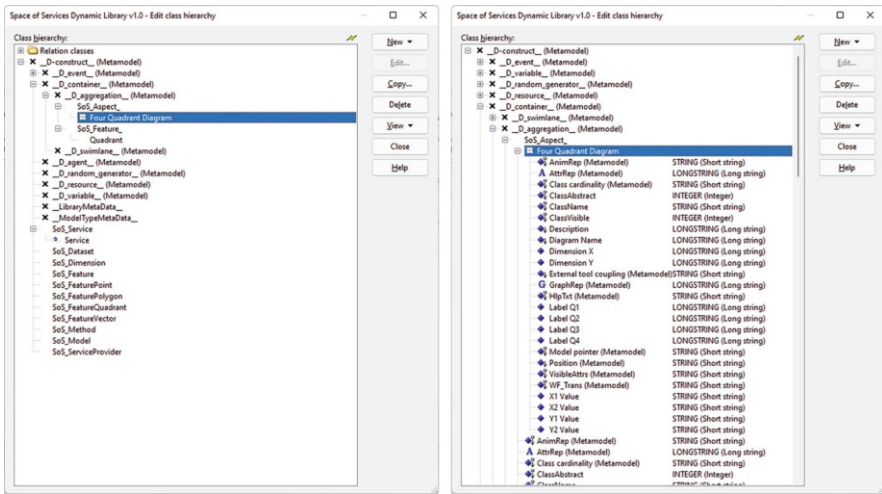 Space of Services Dynamic Library v1.0 - Edit class hierarchy
Class hierarchy:
Relation classes
__D-construct__ (Metamodel)
__D_event__ (Metamodel)
__D_container__ (Metamodel)
__D_aggregation__ (Metamodel)
SoS_Aspect_
Four Quadrant Diagram
SoS_Feature_
Quadrant
__D_swimlane__ (Metamodel)
__D_agent__ (Metamodel)
__D_random_generator__ (Metamodel)
__D_resource__ (Metamodel)
__D_variable__ (Metamodel)
__LibraryMetaData__
__ModelTypeMetaData__
SoS_Service
Service
SoS_Dataset
SoS_Dimension
SoS_Feature
SoS_FeaturePoint
SoS_FeaturePolygon
SoS_FeatureQuadrant
SoS_FeatureVector
SoS_Method
SoS_Model
SoS_ServiceProvider
New
Edit...
Copy...
Delete
View
Close
Help
Space of Services Dynamic Library v1.0 - Edit class hierarchy
Class hierarchy:
__D-construct__ (Metamodel)
__D_event__ (Metamodel)
__D_variable__ (Metamodel)
__D_random_generator__ (Metamodel)
__D_resource__ (Metamodel)
__D_container__ (Metamodel)
__D_swimlane__ (Metamodel)
__D_aggregation__ (Metamodel)
SoS_Aspect_
Four Quadrant Diagram
AnimRep (Metamodel) STRING (Short string)
AttrRep (Metamodel) LONGSTRING (Long string)
Class cardinality (Metamodel) STRING (Short string)
ClassAbstract INTEGER (Integer)
ClassName STRING (Short string)
ClassVisible INTEGER (Integer)
Description LONGSTRING (Long string)
Diagram Name LONGSTRING (Long string)
Dimension X LONGSTRING (Long string)
Dimension Y LONGSTRING (Long string)
External tool coupling (Metamodel) STRING (Short string)
GraphRep (Metamodel) LONGSTRING (Long string)
HlpTxt (Metamodel) STRING (Short string)
Label Q1 LONGSTRING (Long string)
Label Q2 LONGSTRING (Long string)
Label Q3 LONGSTRING (Long string)
Label Q4 LONGSTRING (Long string)
Model pointer (Metamodel) STRING (Short string)
Position (Metamodel) STRING (Short string)
VisibleAttrs (Metamodel) STRING (Short string)
WF_Trans (Metamodel) STRING (Short string)
X1 Value STRING (Short string)
X2 Value STRING (Short string)
Y1 Value STRING (Short string)
Y2 Value STRING (Short string)
AnimRep (Metamodel) STRING (Short string)
AttrRep (Metamodel) LONGSTRING (Long string)
Class cardinality (Metamodel) STRING (Short string)
ClassAbstract INTEGER (Integer)
ClassName STRING (Short string)
New
Edit...
Copy...
Delete
View
Close
Help